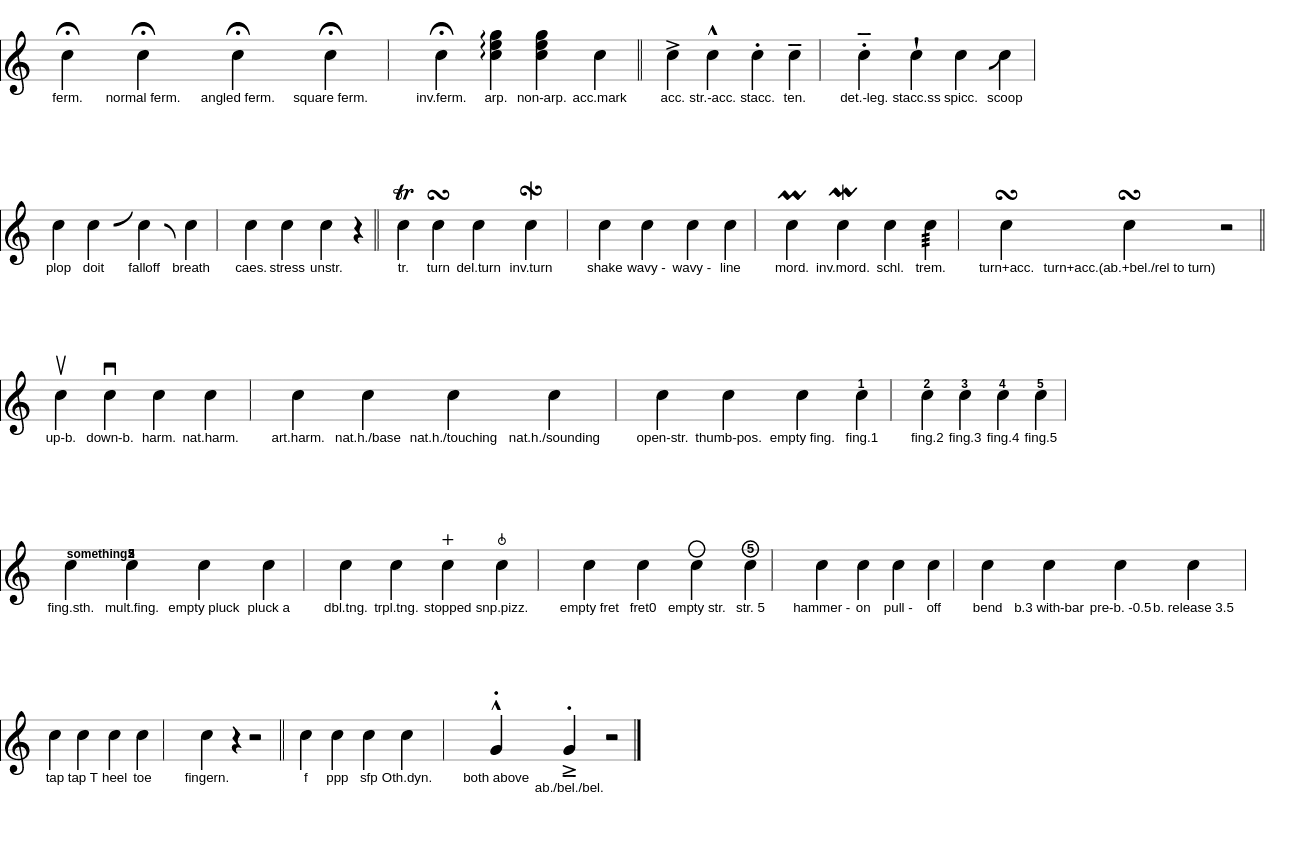 ferm. normal ferm. angled ferm. square ferm. inv.ferm. arp. non-arp. acc.mark acc. str.-acc. stacc. ten. det.-leg. stacc.ss spicc. scoop
tr
plop doit falloff breath caes. stress unstr. tr. turn del.turn inv.turn shake wavy - wavy - line mord. inv.mord. schl. trem. turn+acc. turn+acc.(ab.+bel./rel to turn)
1 2 3 4 5
up-b. down-b. harm. nat.harm. art.harm. nat.h./base nat.h./touching nat.h./sounding open-str. thumb-pos. empty fing. fing.1 fing.2 fing.3 fing.4 fing.5
something 5
fing.sth. mult.fing. empty pluck pluck a dbl.tng. trpl.tng. stopped snp.pizz. empty fret fret0 empty str. str. 5 hammer - on pull - off bend b.3 with-bar pre-b. -0.5 b. release 3.5
tap tap T heel toe fingern. f ppp sfp Oth.dyn. both above
ab./bel./bel.